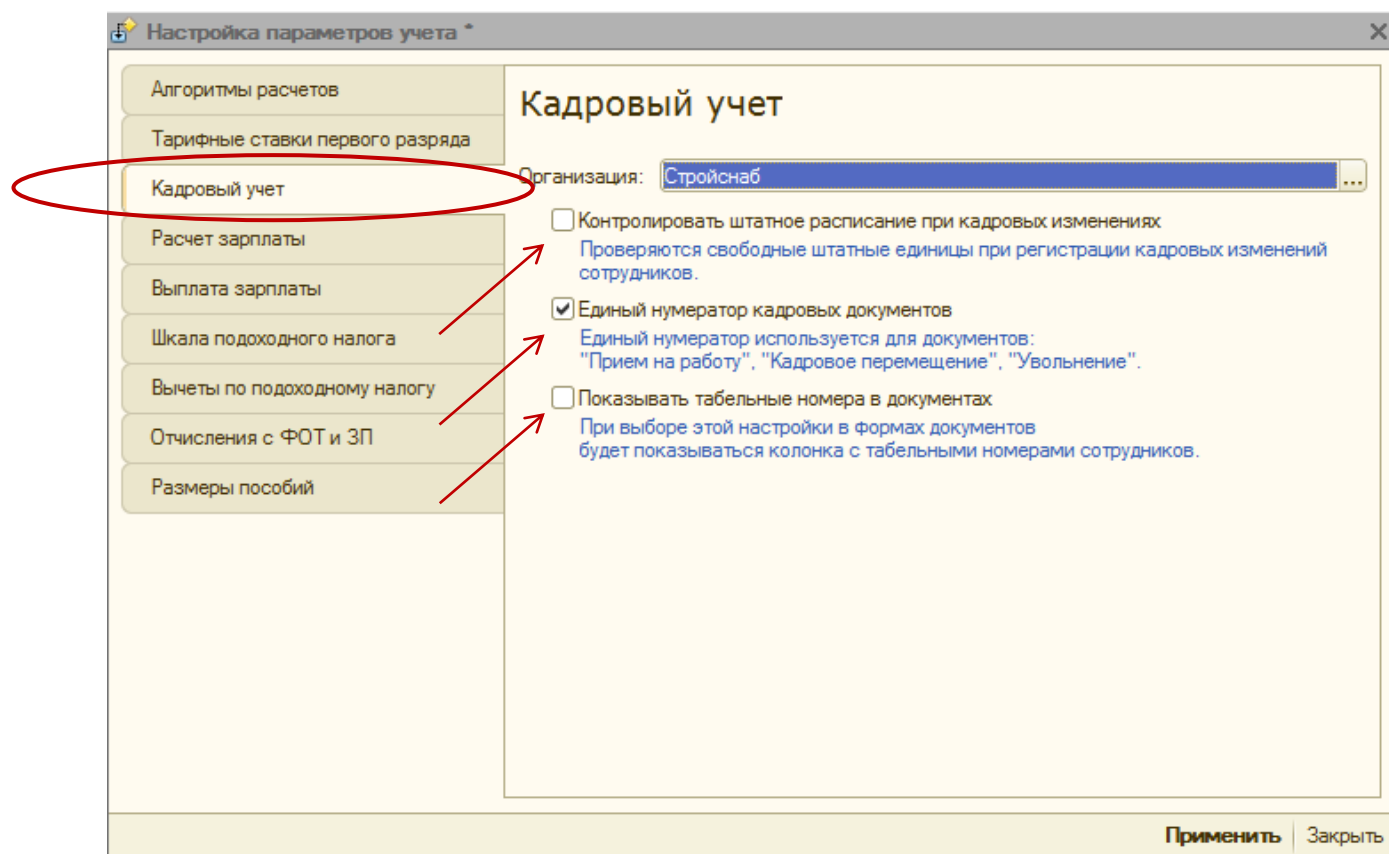 Настройка параметров учета *
Алгоритмы расчетов
Тарифные ставки первого разряда
Кадровый учет
Расчет зарплаты
Выплата зарплаты
Шкала подоходного налога
Вычеты по подоходному налогу
Отчисления с ФОТ и ЗП
Размеры пособий
Кадровый учет
Организация: Стройснаб ...
Контролировать штатное расписание при кадровых изменениях
Проверяются свободные штатные единицы при регистрации кадровых изменений
сотрудников.
Единый нумератор кадровых документов
Единый нумератор используется для документов:
"Прием на работу", "Кадровое перемещение", "Увольнение".
Показывать табельные номера в документах
При выборе этой настройки в формах документов
будет показываться колонка с табельными номерами сотрудников.
Применить Закрыть